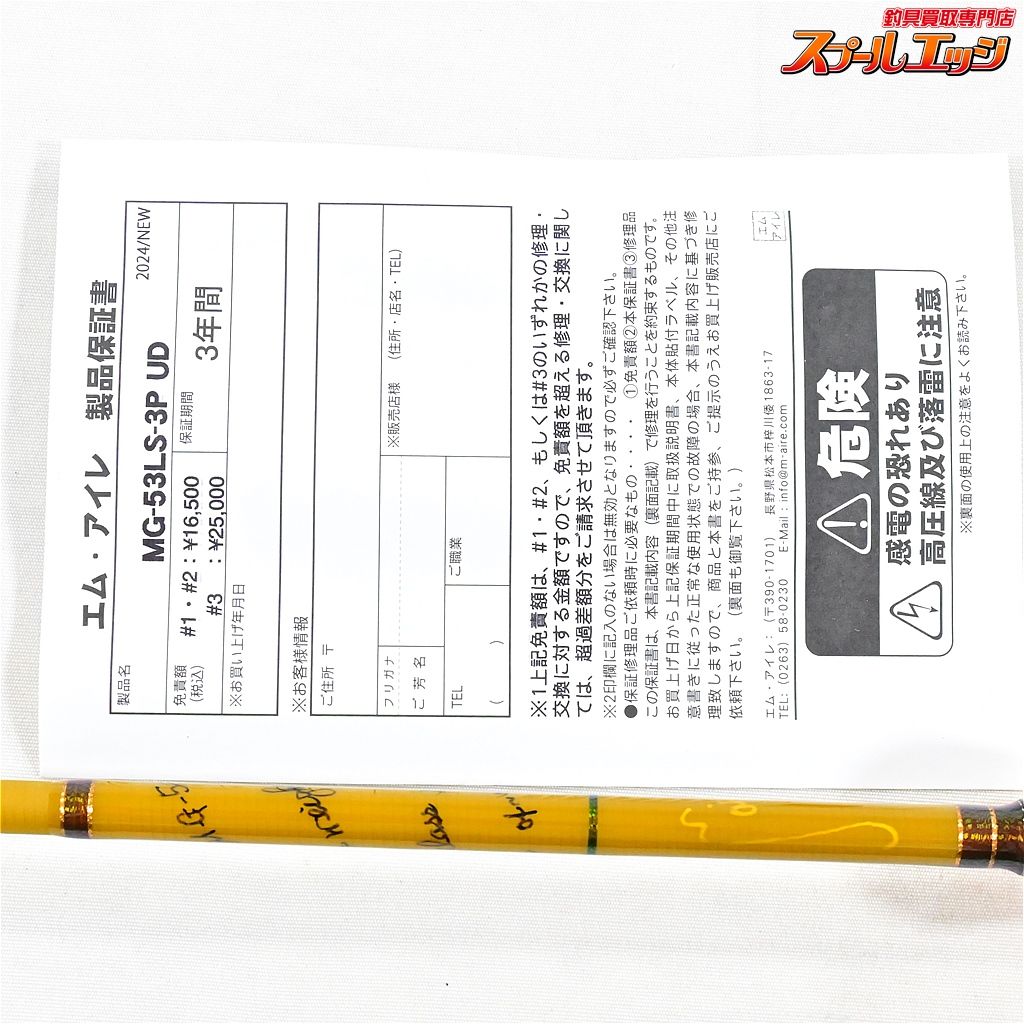 釣具買取専門店
スプールエッジ
エム・アイレ 製品保証書
製品名 MG-53LS-3P UD 2024/NEW
免責額
(税込)
#1・#2:¥16,500
#3 :¥25,000
保証期間
3年間
※お買い上げ年月日
※お客様情報
ご住所 〒
※販売店様 (住所・店名・TEL)
フリガナ
ご芳名
ご職業
TEL
( )
※1上記免責額は、#1・#2、もしくは#3のいずれかの修理・
交換に対する金額ですので、免責額を超える修理・交換に関し
ては、超過差額分をご請求させて頂きます。
※2印欄に記入のない場合は無効となりますので必ずご確認下さい。
●保証修理品ご依頼時に必要なもの・・・・ ①免責額②本保証書③修理品
この保証書は、本書記載内容（裏面記載）で修理を行うことを約束するものです。
お買上げ日から上記保証期間中に取扱説明書、本体貼付ラベル、その他注
意書きに従った正常な使用状態での故障の場合、本書記載内容に基づき修
理致しますので、商品と本書をご持参、ご提示のうえお買上げ販売店にご
依頼下さい。（裏面も御覧下さい。）
エム・アイレ：（〒390-1701） 長野県松本市梓川倭1863-17
TEL: (0263) 58-0230 E-Mail : info@m-aire.com
エム
アイレ
危険
感電の恐れあり
高圧線及び落雷に注意
※裏面の使用上の注意をよくお読み下さい。